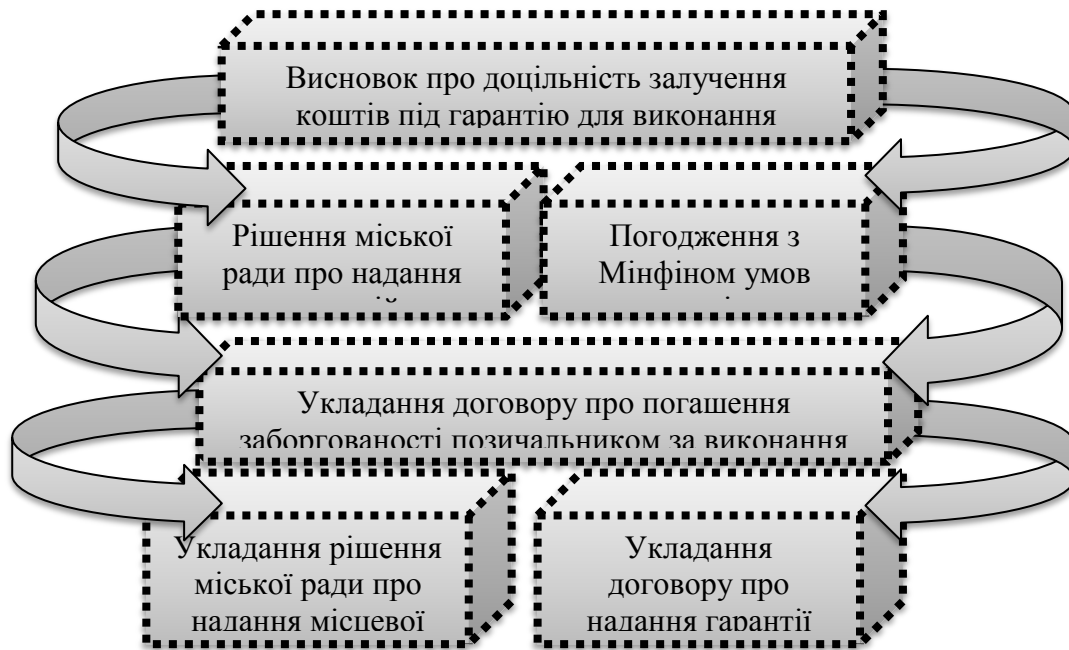 Висновок про доцільність залучення
коштів під гарантію для виконання
Рішення міської
ради про надання
Погодження з
Мінфіном умов
Укладання договору про погашення
заборгованості позичальником за виконання
Укладання рішення
міської ради про
надання місцевої
Укладання
договору про
надання гарантії